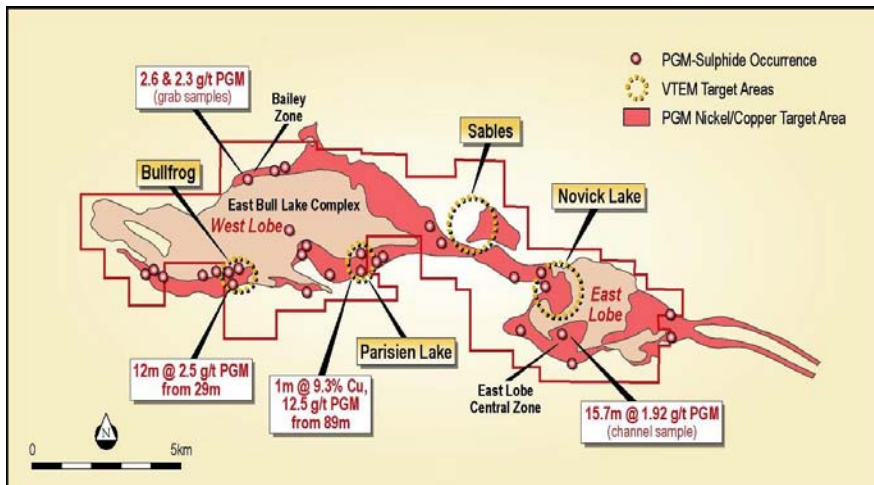 2.6 & 2.3 g/t PGM
(grab samples)
Bailey
Zone
PGM-Sulphide Occurrence
VTEM Target Areas
PGM Nickel/Copper Target Area
Sables
Bullfrog
Novick Lake
East Bull Lake Complex
West Lobe
East
Lobe
Parisien Lake
12m @ 2.5 g/t PGM
from 29m
1m @ 9.3% Cu,
12.5 g/t PGM
from 89m
East Lobe
Central Zone
15.7m @ 1.92 g/t PGM
(channel sample)
N
0
5km